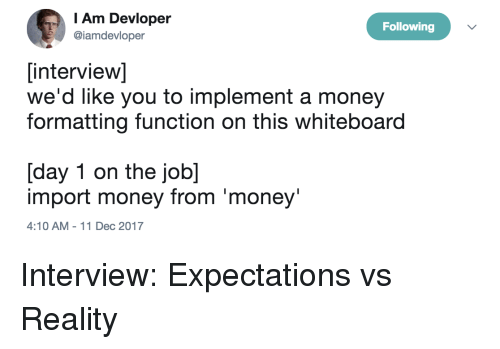 I Am Devloper
@iamdevloper
Following
[interview]
we'd like you to implement a money
formatting function on this whiteboard
[day 1 on the job]
import money from 'money'
4:10 AM - 11 Dec 2017
Interview: Expectations vs
Reality